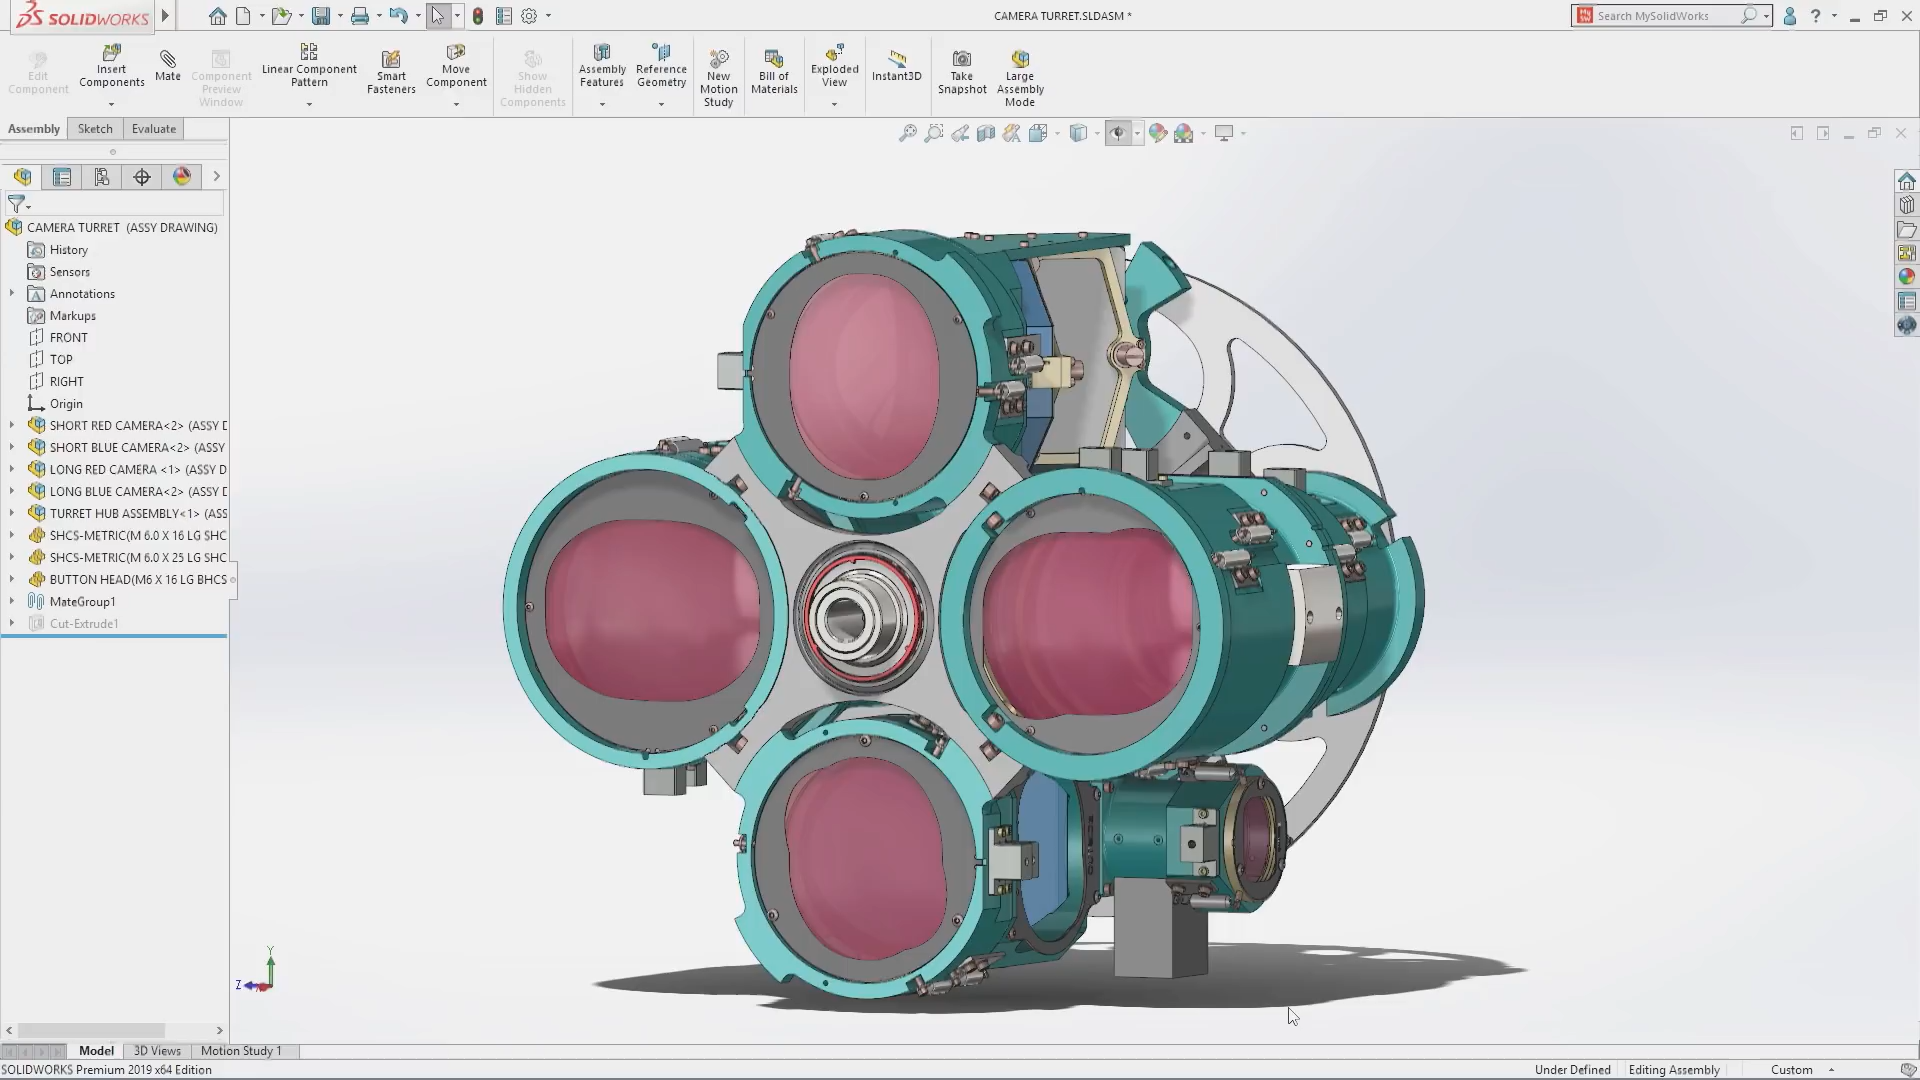 SOLIDWORKS
CAMERA TURRET.SLDASM *
Search MySolidWorks
Edit
Component
Insert
Components
Mate
Component
Preview
Window
Linear Component
Pattern
Smart
Fasteners
Move
Component
Show
Hidden
Components
Assembly
Features
Reference
Geometry
New
Motion
Study
Bill of
Materials
Exploded
View
Instant3D
Take
Snapshot
Large
Assembly
Mode
Assembly
Sketch
Evaluate
CAMERA TURRET (ASSY DRAWING)
History
Sensors
Annotations
Markups
FRONT
TOP
RIGHT
Origin
SHORT RED CAMERA<2> (ASSY D
SHORT BLUE CAMERA<2> (ASSY
LONG RED CAMERA <1> (ASSY D
LONG BLUE CAMERA<2> (ASSY D
TURRET HUB ASSEMBLY<1> (ASS
SHCS-METRIC(M 6.0 X 16 LG SHC
SHCS-METRIC(M 6.0 X 25 LG SHC
BUTTON HEAD(M6 X 16 LG BHCS
MateGroup1
Cut-Extrude1
Y
Z
Model
3D Views
Motion Study 1
SOLIDWORKS Premium 2019 x64 Edition
Under Defined
Editing Assembly
Custom